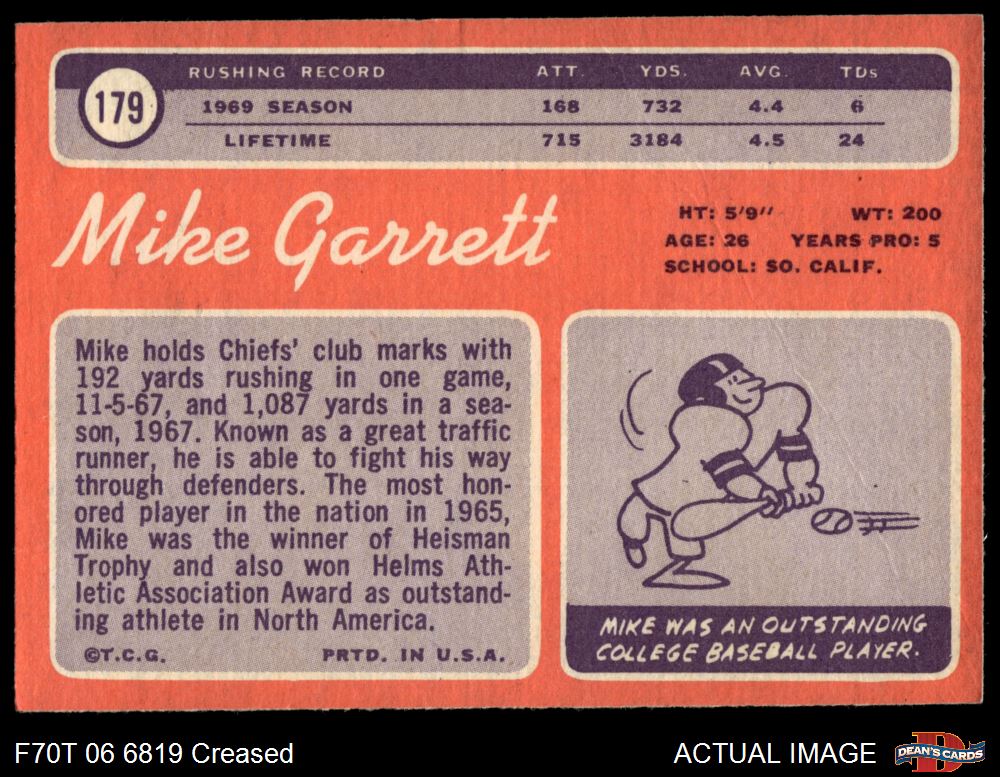 179
RUSHING RECORD ATT. YDS. AVG. TDs
1969 SEASON 168 732 4.4 6
LIFETIME 715 3184 4.5 24
Mike Garrett
HT: 5'9" WT: 200
AGE: 26 YEARS PRO: 5
SCHOOL: SO. CALIF.
Mike holds Chiefs' club marks with
192 yards rushing in one game,
11-5-67, and 1,087 yards in a sea-
son, 1967. Known as a great traffic
runner, he is able to fight his way
through defenders. The most hon-
ored player in the nation in 1965,
Mike was the winner of Heisman
Trophy and also won Helms Ath-
letic Association Award as outstand-
ing athlete in North America.
©T.C.G. PRTD. IN U.S.A.
MIKE WAS AN OUTSTANDING
COLLEGE BASEBALL PLAYER.
F70T 06 6819 Creased
ACTUAL IMAGE
D
DEAN'S CARDS